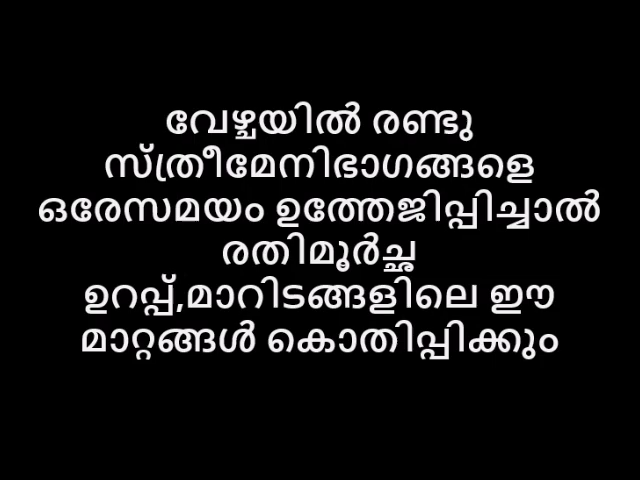 വേഴ്ചയിൽ രണ്ടു
സ്ത്രീമേനിഭാഗങ്ങളെ
ഒരേസമയം ഉത്തേജിപ്പിച്ചാൽ
രതിമൂർച്ഛ
ഉറപ്പ്,മാറിടങ്ങളിലെ ഈ
മാറ്റങ്ങൾ കൊതിപ്പിക്കും